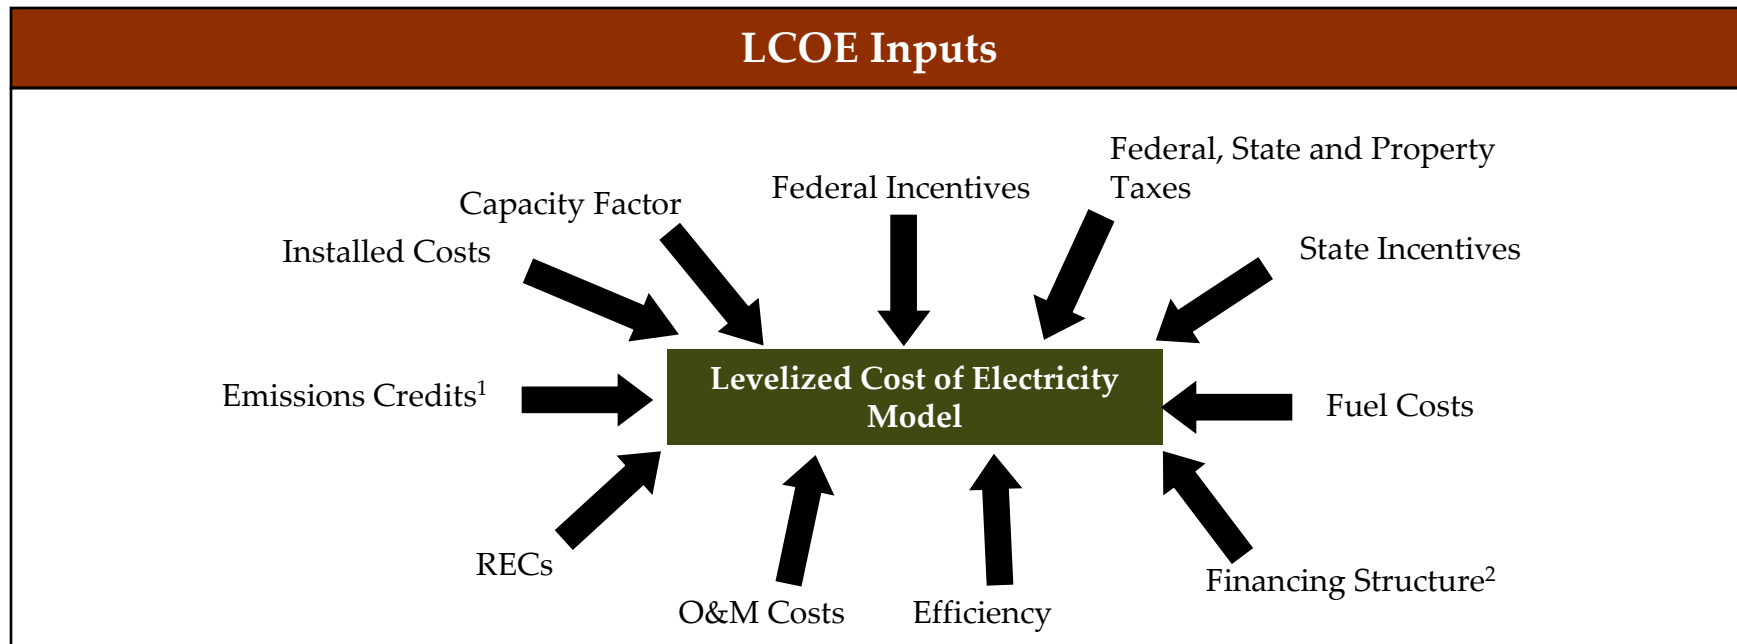 LCOE Inputs
Federal, State and Property
Taxes
Federal Incentives
Capacity Factor
Installed Costs
State Incentives
Levelized Cost of Electricity
Model
Emissions Credits¹
Fuel Costs
RECs
O&M Costs
Efficiency
Financing Structure²